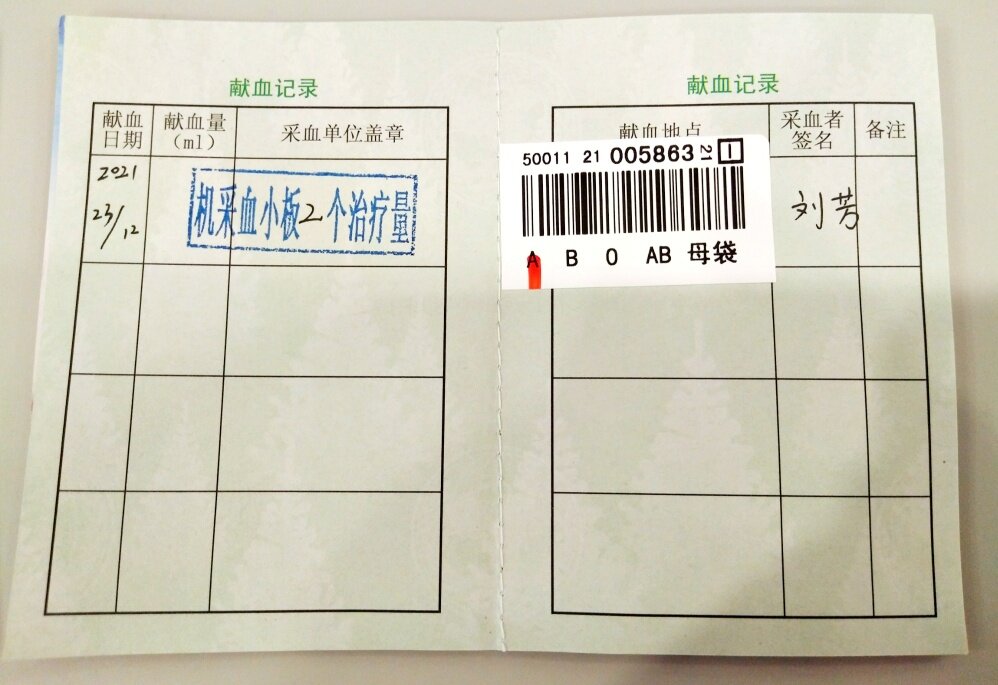 献血记录
献血日期
献血量（ml）
采血单位盖章
2021
23/12
机采血小板2个治疗量
献血记录
献血地点
采血者签名
备注
50011 21 005863 21 I
A B O AB 母袋
刘芳